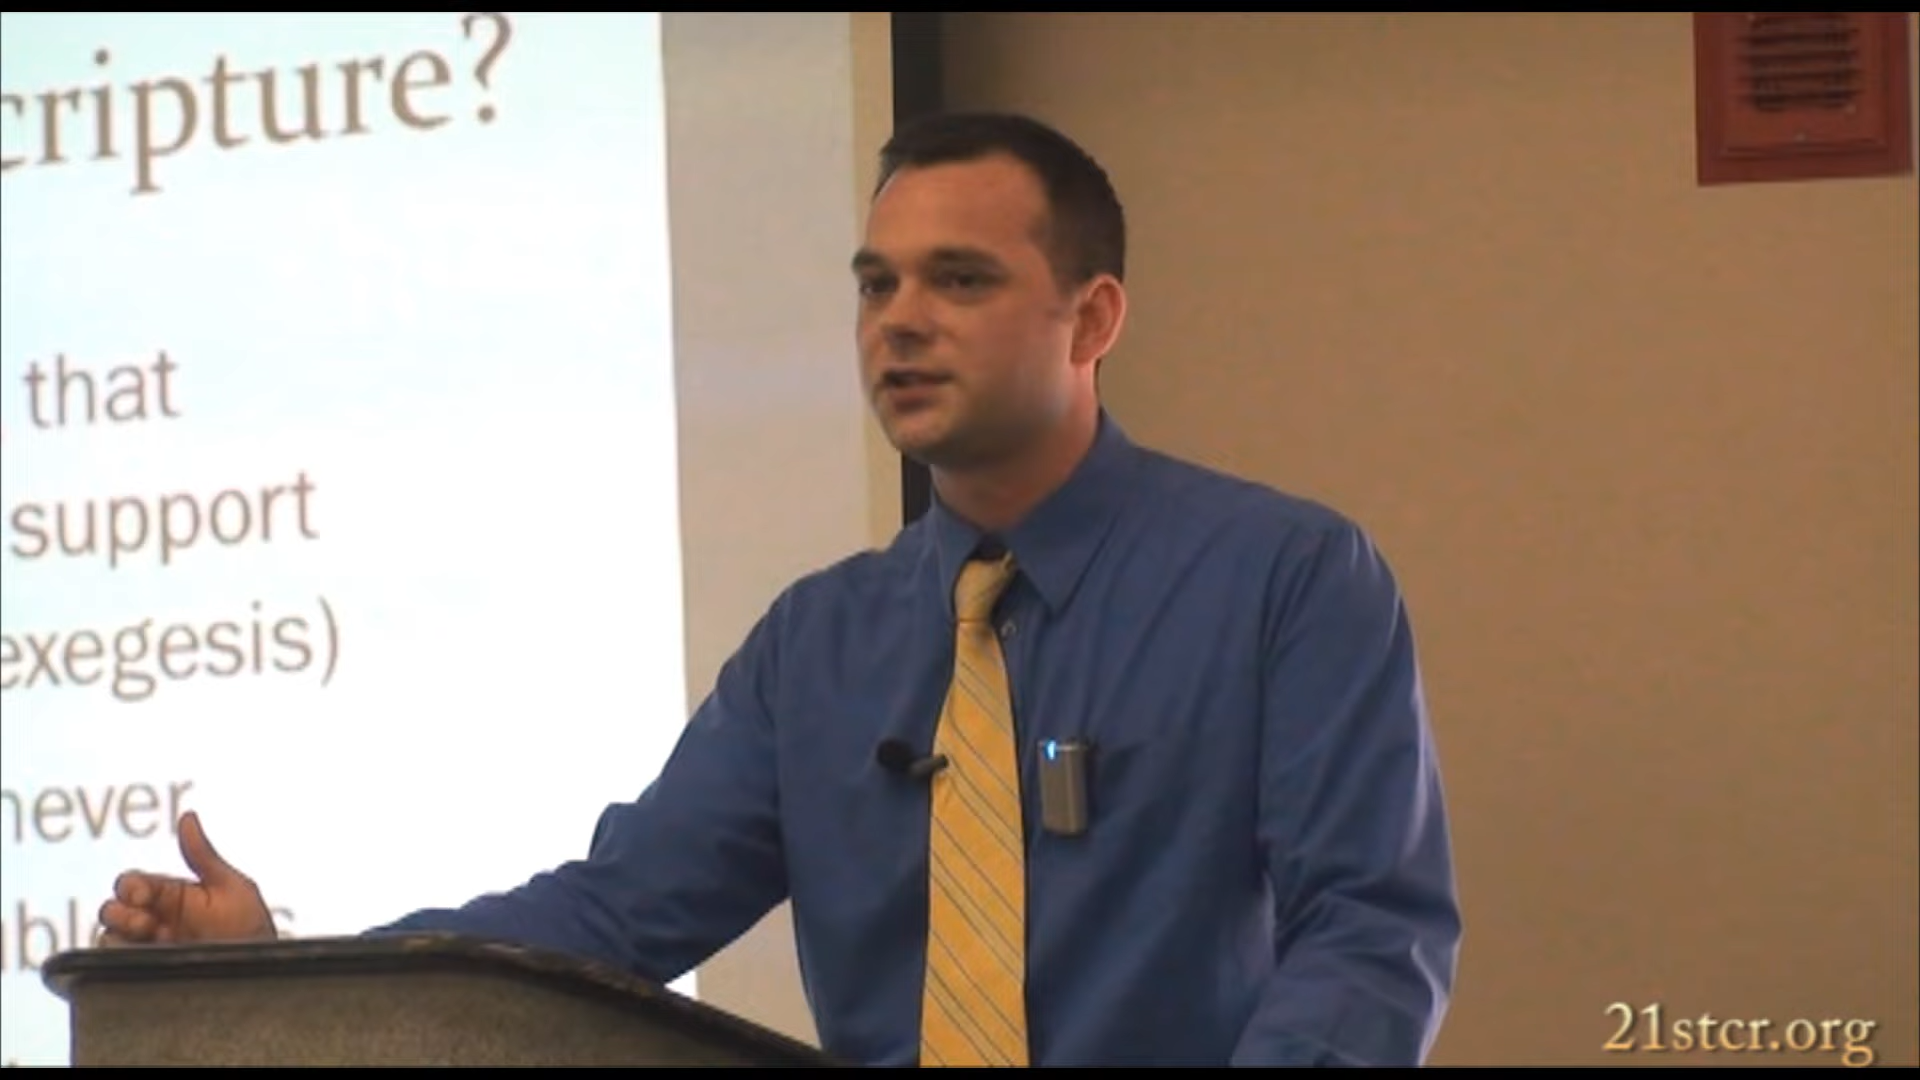 cripture?
that
support
exegesis)
never
21stcr.org